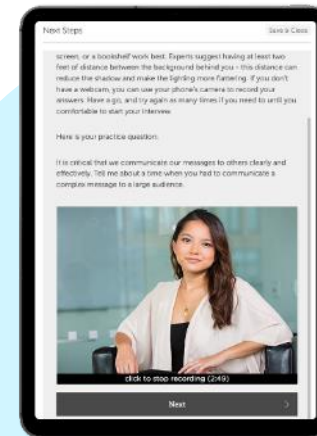 Next Steps
Save & Close
screen, or a bookshelf work best. Experts suggest having at least two
feet of distance between the background behind you - this distance can
reduce the shadow and make the lighting more flattering. If you don't
have a webcam, you can use your phone's camera to record your
answers. Have a go, and try again as many times if you need to until you
comfortable to start your interview.
Here is your practice question:
It is critical that we communicate our messages to others clearly and
effectively. Tell me about a time when you had to communicate a
complex message to a large audience.
click to stop recording (2:49)
Next